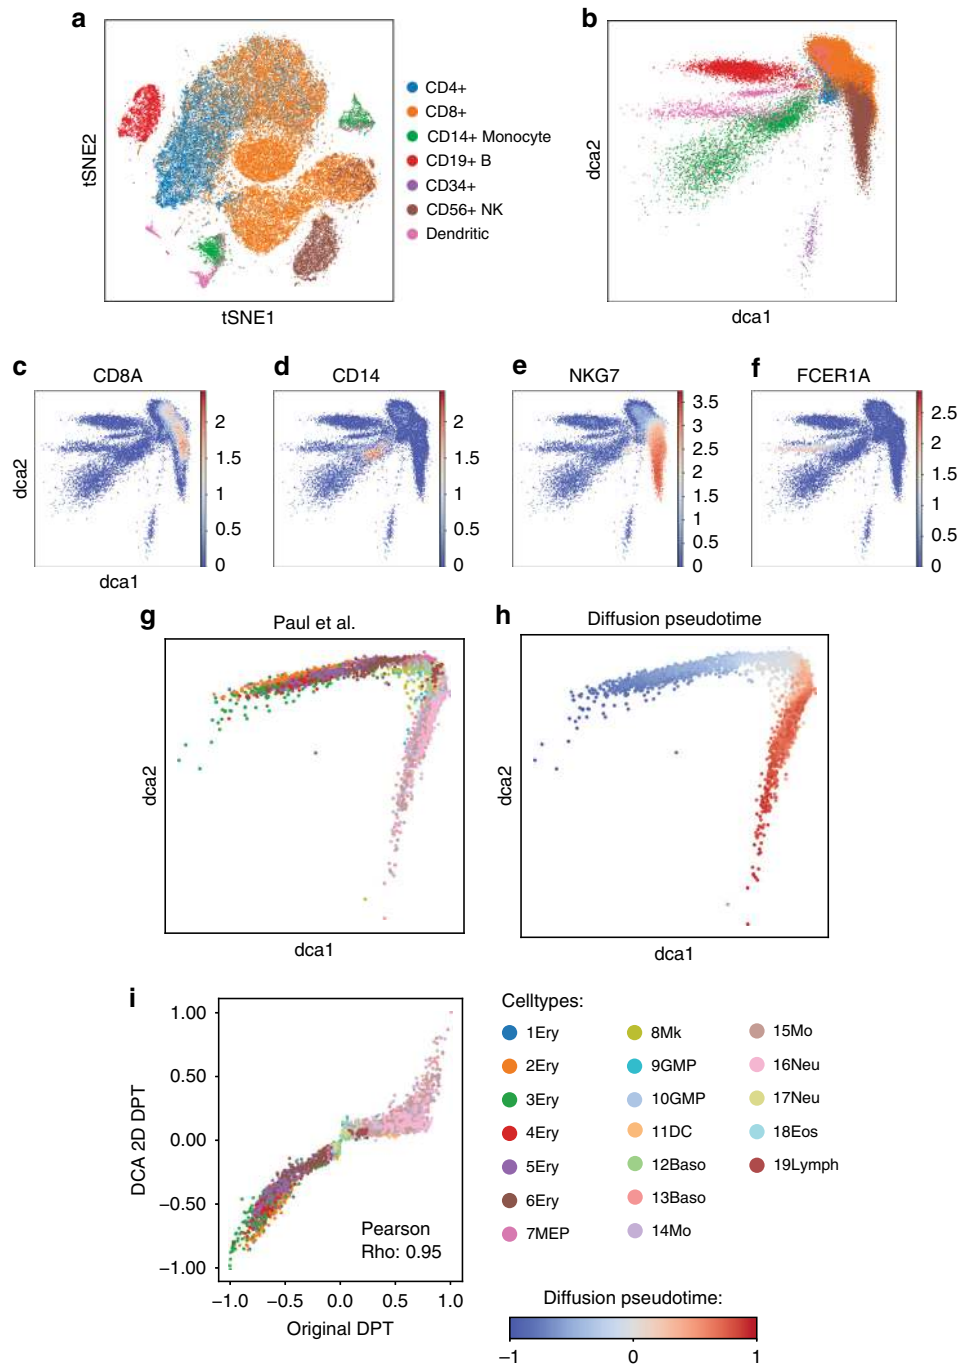 a
b
tSNE2
tSNE1
CD4+
CD8+
CD14+ Monocyte
CD19+ B
CD34+
CD56+ NK
Dendritic
dca2
dca1
c
CD8A
d
CD14
e
NKG7
f
FCER1A
dca2
dca1
2
1.5
1
0.5
0
2
1.5
1
0.5
0
3.5
3
2.5
2
1.5
1
0.5
0
2.5
2
1.5
1
0.5
0
g
Paul et al.
dca2
dca1
h
Diffusion pseudotime
dca2
dca1
i
DCA 2D DPT
1.00
0.50
0.00
−0.50
−1.00
Pearson
Rho: 0.95
−1.0 −0.5 0.0 0.5 1.0
Original DPT
Celltypes:
1Ery
2Ery
3Ery
4Ery
5Ery
6Ery
7MEP
8Mk
9GMP
10GMP
11DC
12Baso
13Baso
14Mo
15Mo
16Neu
17Neu
18Eos
19Lymph
Diffusion pseudotime:
−1 0 1